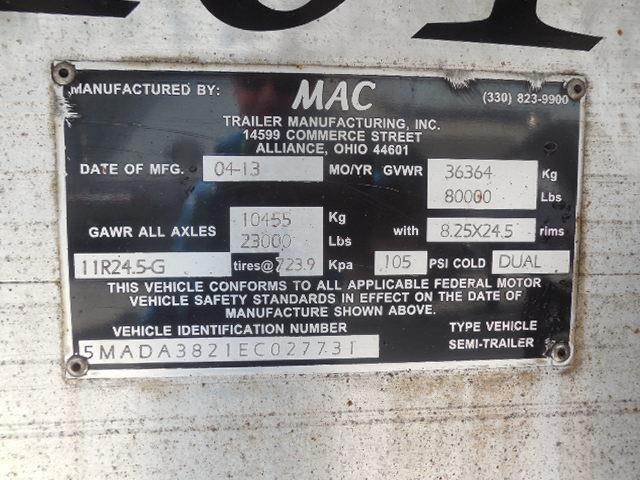 MANUFACTURED BY: MAC (330) 823-9900
TRAILER MANUFACTURING, INC.
14599 COMMERCE STREET
ALLIANCE, OHIO 44601
DATE OF MFG. 04-13 MO/YR GVWR 36364 Kg
80000 Lbs
GAWR ALL AXLES 10455 Kg
23000 Lbs with 8.25X24.5 rims
11R24.5-G tires@ 723.9 Kpa 105 PSI COLD DUAL
THIS VEHICLE CONFORMS TO ALL APPLICABLE FEDERAL MOTOR
VEHICLE SAFETY STANDARDS IN EFFECT ON THE DATE OF
MANUFACTURE SHOWN ABOVE.
VEHICLE IDENTIFICATION NUMBER TYPE VEHICLE
5MADA3821EC027731 SEMI-TRAILER